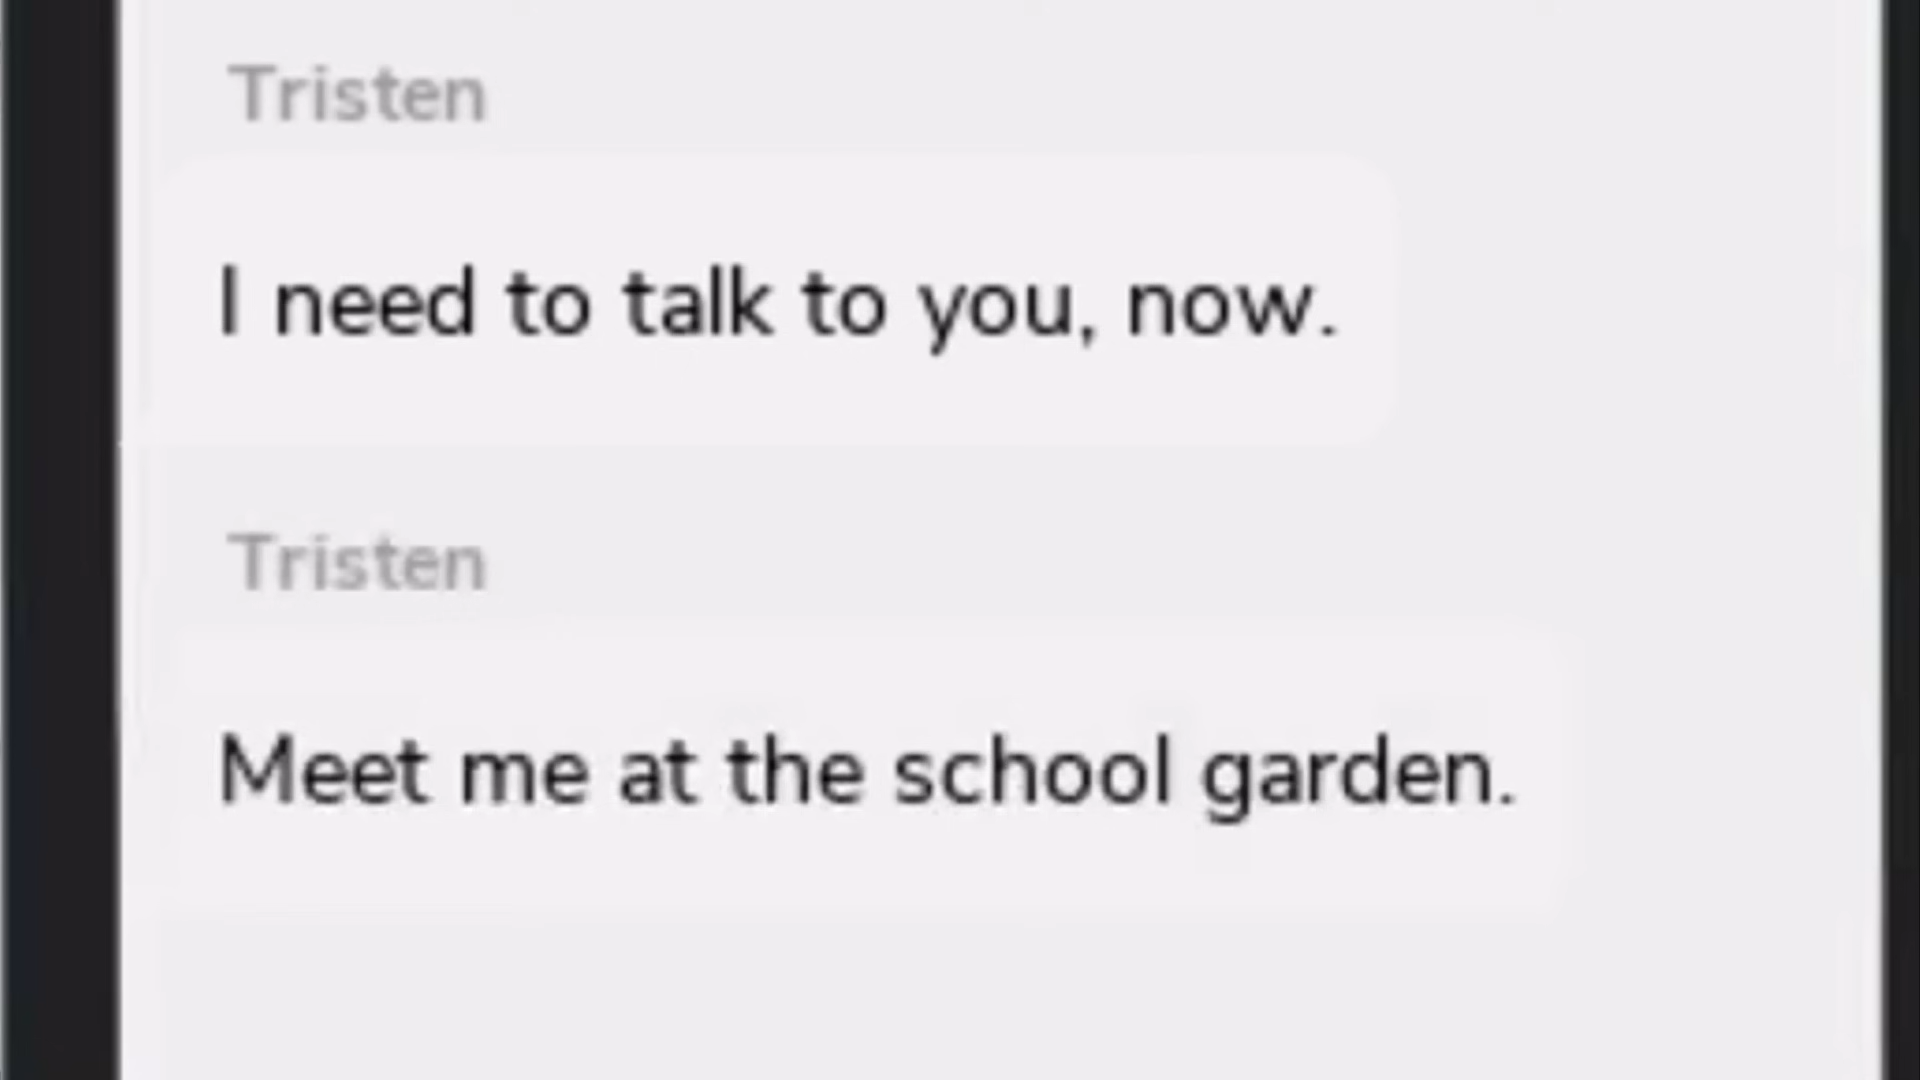 Tristen
I need to talk to you, now.
Tristen
Meet me at the school garden.